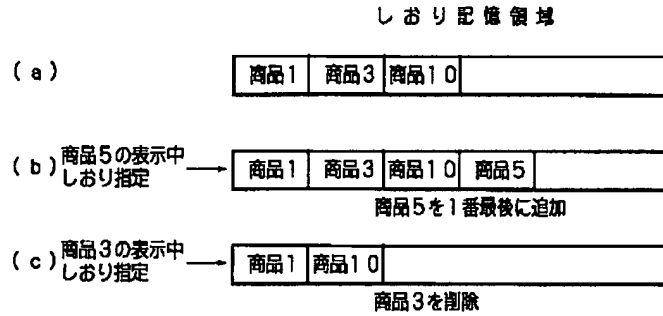 しおり記憶領域
(a)
商品1 商品3 商品10
(b) 商品5の表示中
しおり指定
商品1 商品3 商品10 商品5
商品5を1番最後に追加
(c) 商品3の表示中
しおり指定
商品1 商品10
商品3を削除